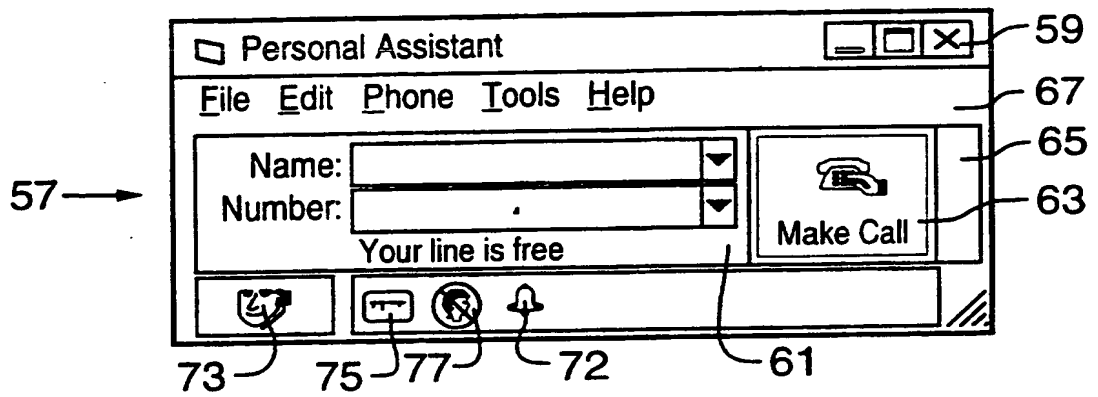 Personal Assistant 59
File Edit Phone Tools Help 67
65
Name:
57
Number: 63
Make Call
Your line is free
73 75 77 72 61